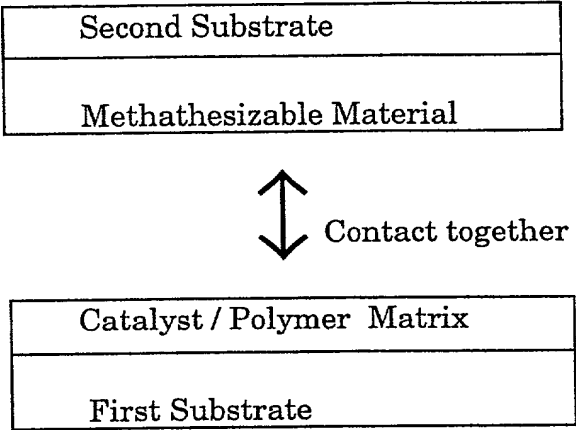 Second Substrate
Methathesizable Material
Contact together
Catalyst / Polymer Matrix
First Substrate